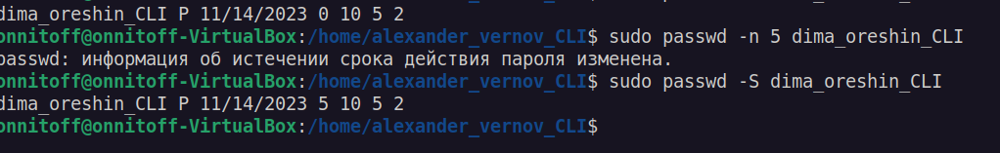 dima_oreshin_CLI P 11/14/2023 0 10 5 2
onnitoff@onnitoff-VirtualBox:/home/alexander_vernov_CLI$ sudo passwd -n 5 dima_oreshin_CLI
passwd: информация об истечении срока действия пароля изменена.
onnitoff@onnitoff-VirtualBox:/home/alexander_vernov_CLI$ sudo passwd -S dima_oreshin_CLI
dima_oreshin_CLI P 11/14/2023 5 10 5 2
onnitoff@onnitoff-VirtualBox:/home/alexander_vernov_CLI$